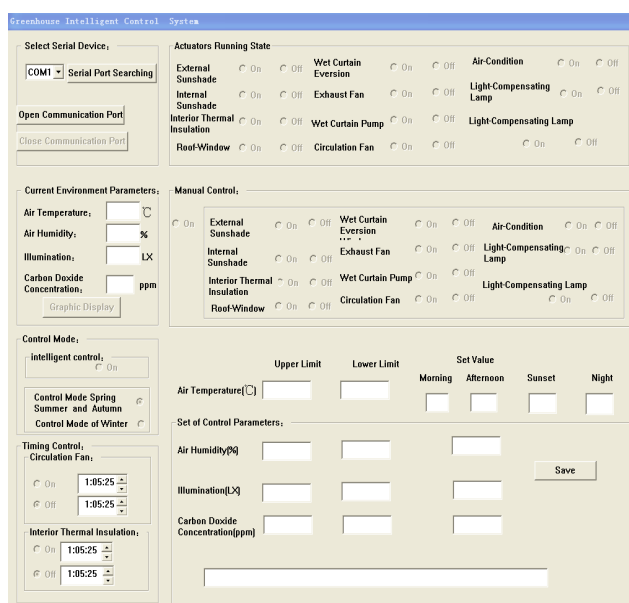 Greenhouse Intelligent Control System
Select Serial Device:
COM1 Serial Port Searching
Open Communication Port
Close Communication Port
Actuators Running State
External Sunshade On Off
Wet Curtain Eversion On Off
Air-Condition On Off
Internal Sunshade On Off
Exhaust Fan On Off
Light-Compensating Lamp On Off
Interior Thermal Insulation On Off
Wet Curtain Pump On Off
Light-Compensating Lamp
On Off
Roof-Window On Off
Circulation Fan On Off
Current Environment Parameters:
Air Temperature: ℃
Air Humidity: %
Illumination: LX
Carbon Doxide
Concentration: ppm
Graphic Display
Manual Control:
On
External Sunshade On Off
Wet Curtain Eversion On Off
Air-Condition On Off
Internal Sunshade On Off
Exhaust Fan On Off
Light-Compensating Lamp On Off
Interior Thermal Insulation On Off
Wet Curtain Pump On Off
Light-Compensating Lamp
On Off
Roof-Window On Off
Circulation Fan On Off
Control Mode:
intelligent control:
On
Control Mode Spring
Summer and Autumn
Control Mode of Winter
Timing Control:
Circulation Fan:
On 1:05:25
Off 1:05:25
Interior Thermal Insulation:
On 1:05:25
Off 1:05:25
Upper Limit Lower Limit Set Value
Morning Afternoon Sunset Night
Air Temperature(℃)
Set of Control Parameters:
Air Humidity(%)
Save
Illumination(LX)
Carbon Doxide
Concentration(ppm)